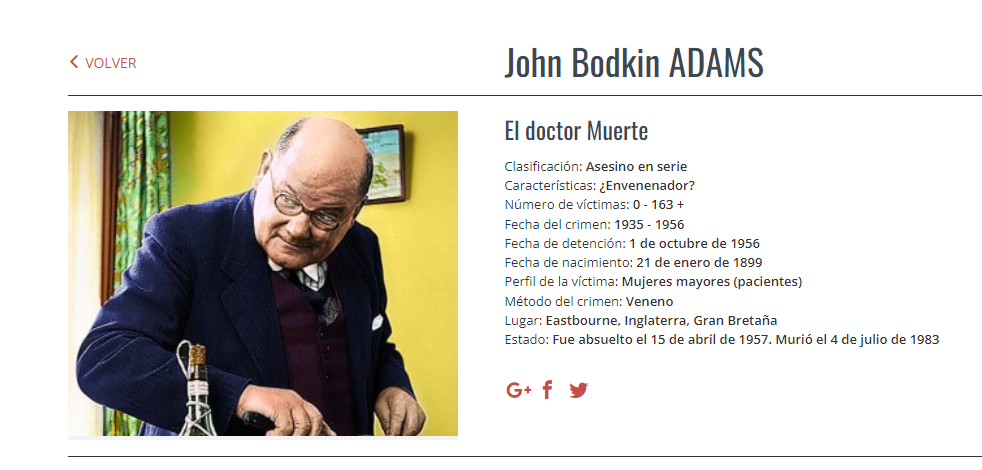 VOLVER
John Bodkin ADAMS
El doctor Muerte
Clasificación: Asesino en serie
Características: ¿Envenenador?
Número de víctimas: 0 - 163 +
Fecha del crimen: 1935 - 1956
Fecha de detención: 1 de octubre de 1956
Fecha de nacimiento: 21 de enero de 1899
Perfil de la víctima: Mujeres mayores (pacientes)
Método del crimen: Veneno
Lugar: Eastbourne, Inglaterra, Gran Bretaña
Estado: Fue absuelto el 15 de abril de 1957. Murió el 4 de julio de 1983
G+